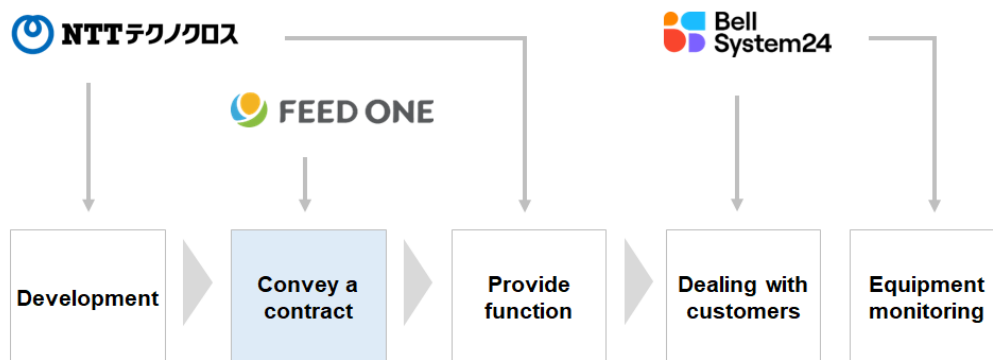 NTTテクノクロス
Bell
System24
FEED ONE
Development
Convey a
contract
Provide
function
Dealing with
customers
Equipment
monitoring